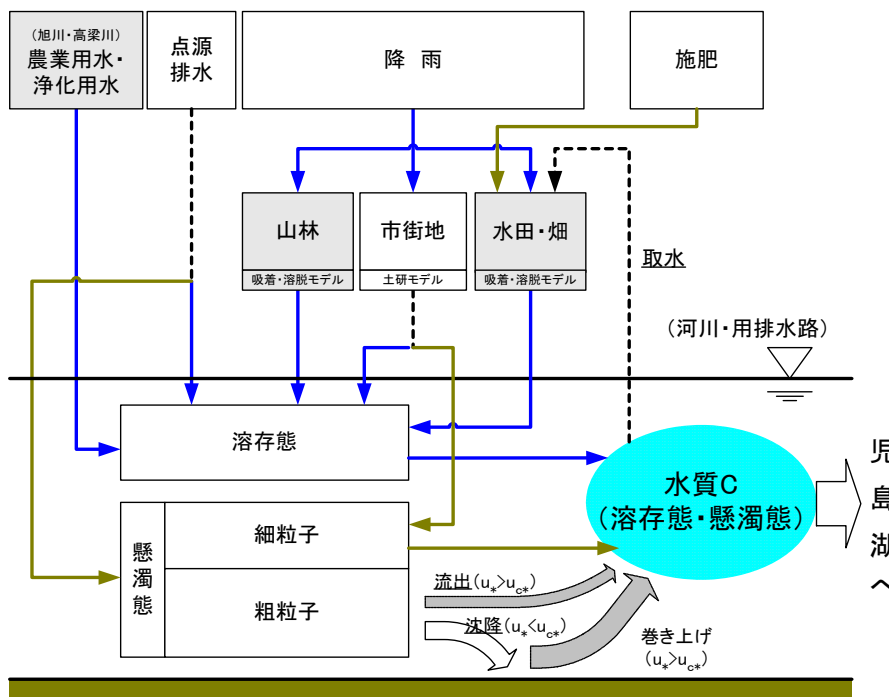 (旭川・高梁川)
農業用水・
浄化用水
点源
排水
降 雨
施肥
山林
吸着・溶脱モデル
市街地
土研モデル
水田・畑
吸着・溶脱モデル
取水
(河川・用排水路)
溶存態
水質C
(溶存態・懸濁態)
児
島
湖
へ
懸
濁
態
細粒子
粗粒子
流出(u*>uc*)
沈降(u*<uc*)
巻き上げ
(u*>uc*)